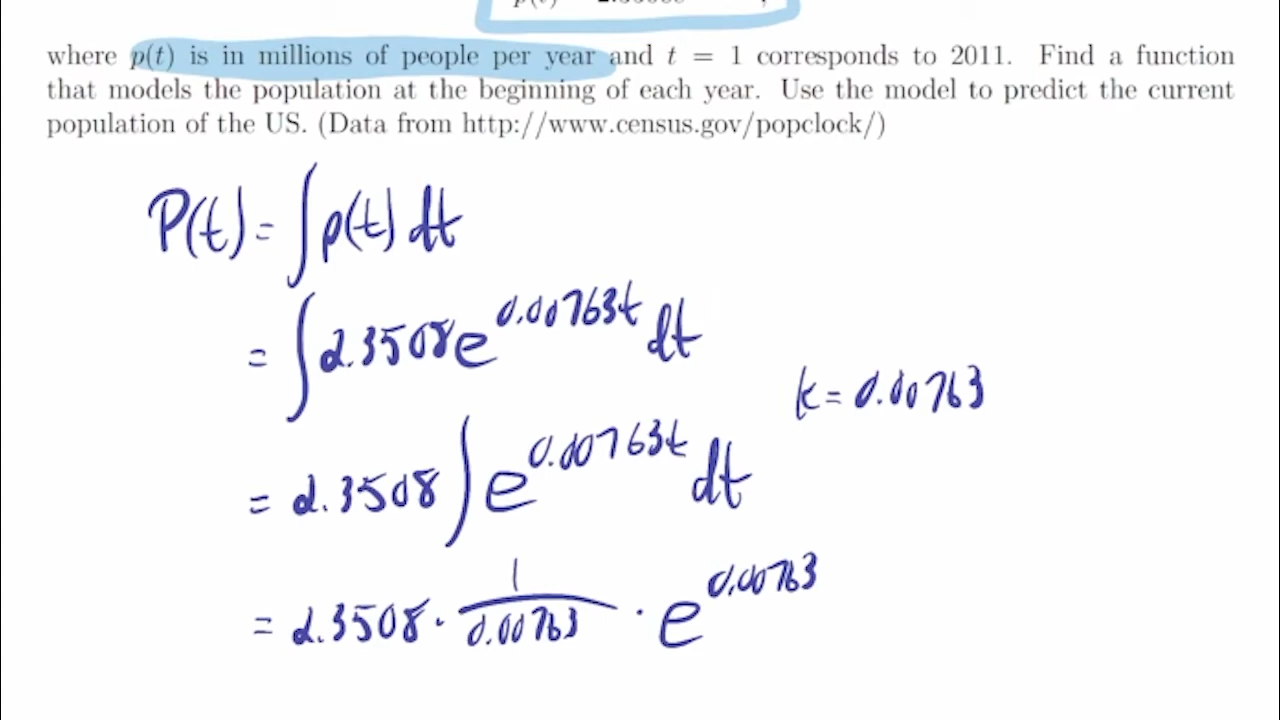 where p(t) is in millions of people per year and t = 1 corresponds to 2011. Find a function
that models the population at the beginning of each year. Use the model to predict the current
population of the US. (Data from http://www.census.gov/popclock/)
P(t) = ∫ p(t) dt
= ∫ 2.3508e^0.00763t dt
k = 0.00763
= 2.3508 ∫ e^0.00763t dt
= 2.3508 · 1/0.00763 · e^0.00763